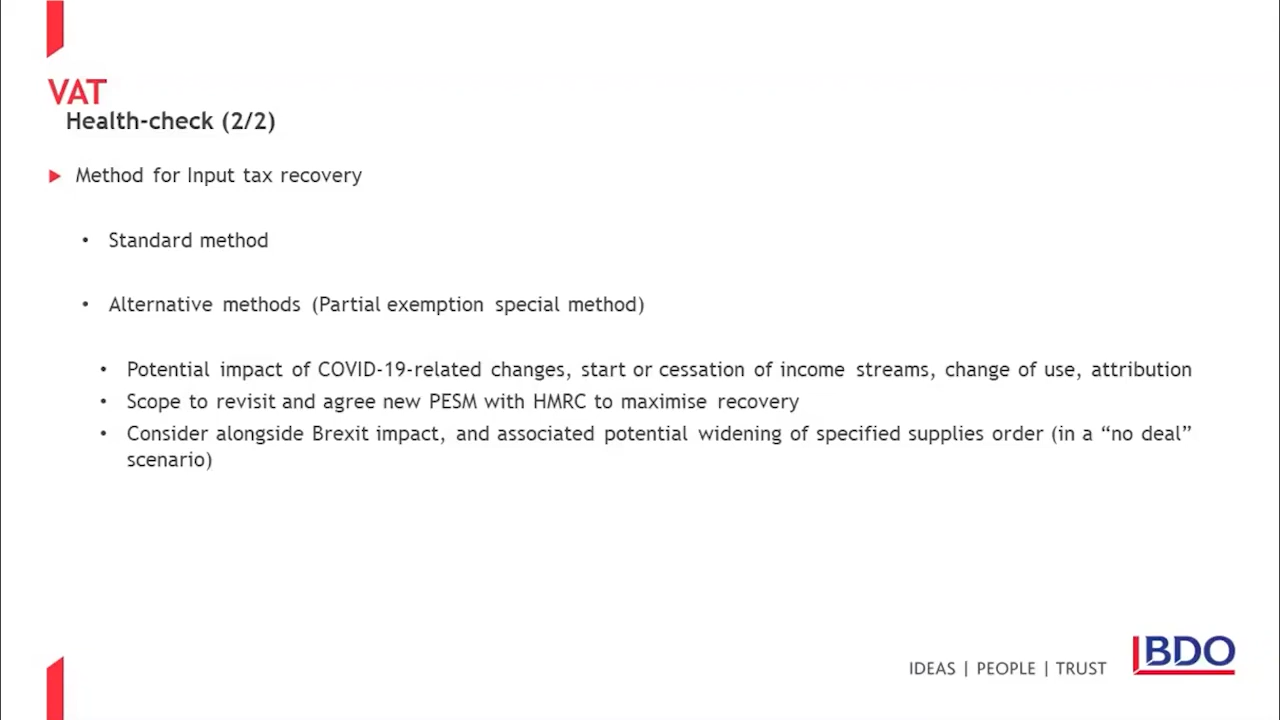 VAT
Health-check (2/2)
► Method for Input tax recovery
• Standard method
• Alternative methods (Partial exemption special method)
• Potential impact of COVID-19-related changes, start or cessation of income streams, change of use, attribution
• Scope to revisit and agree new PESM with HMRC to maximise recovery
• Consider alongside Brexit impact, and associated potential widening of specified supplies order (in a “no deal”
scenario)
IDEAS | PEOPLE | TRUST
BDO